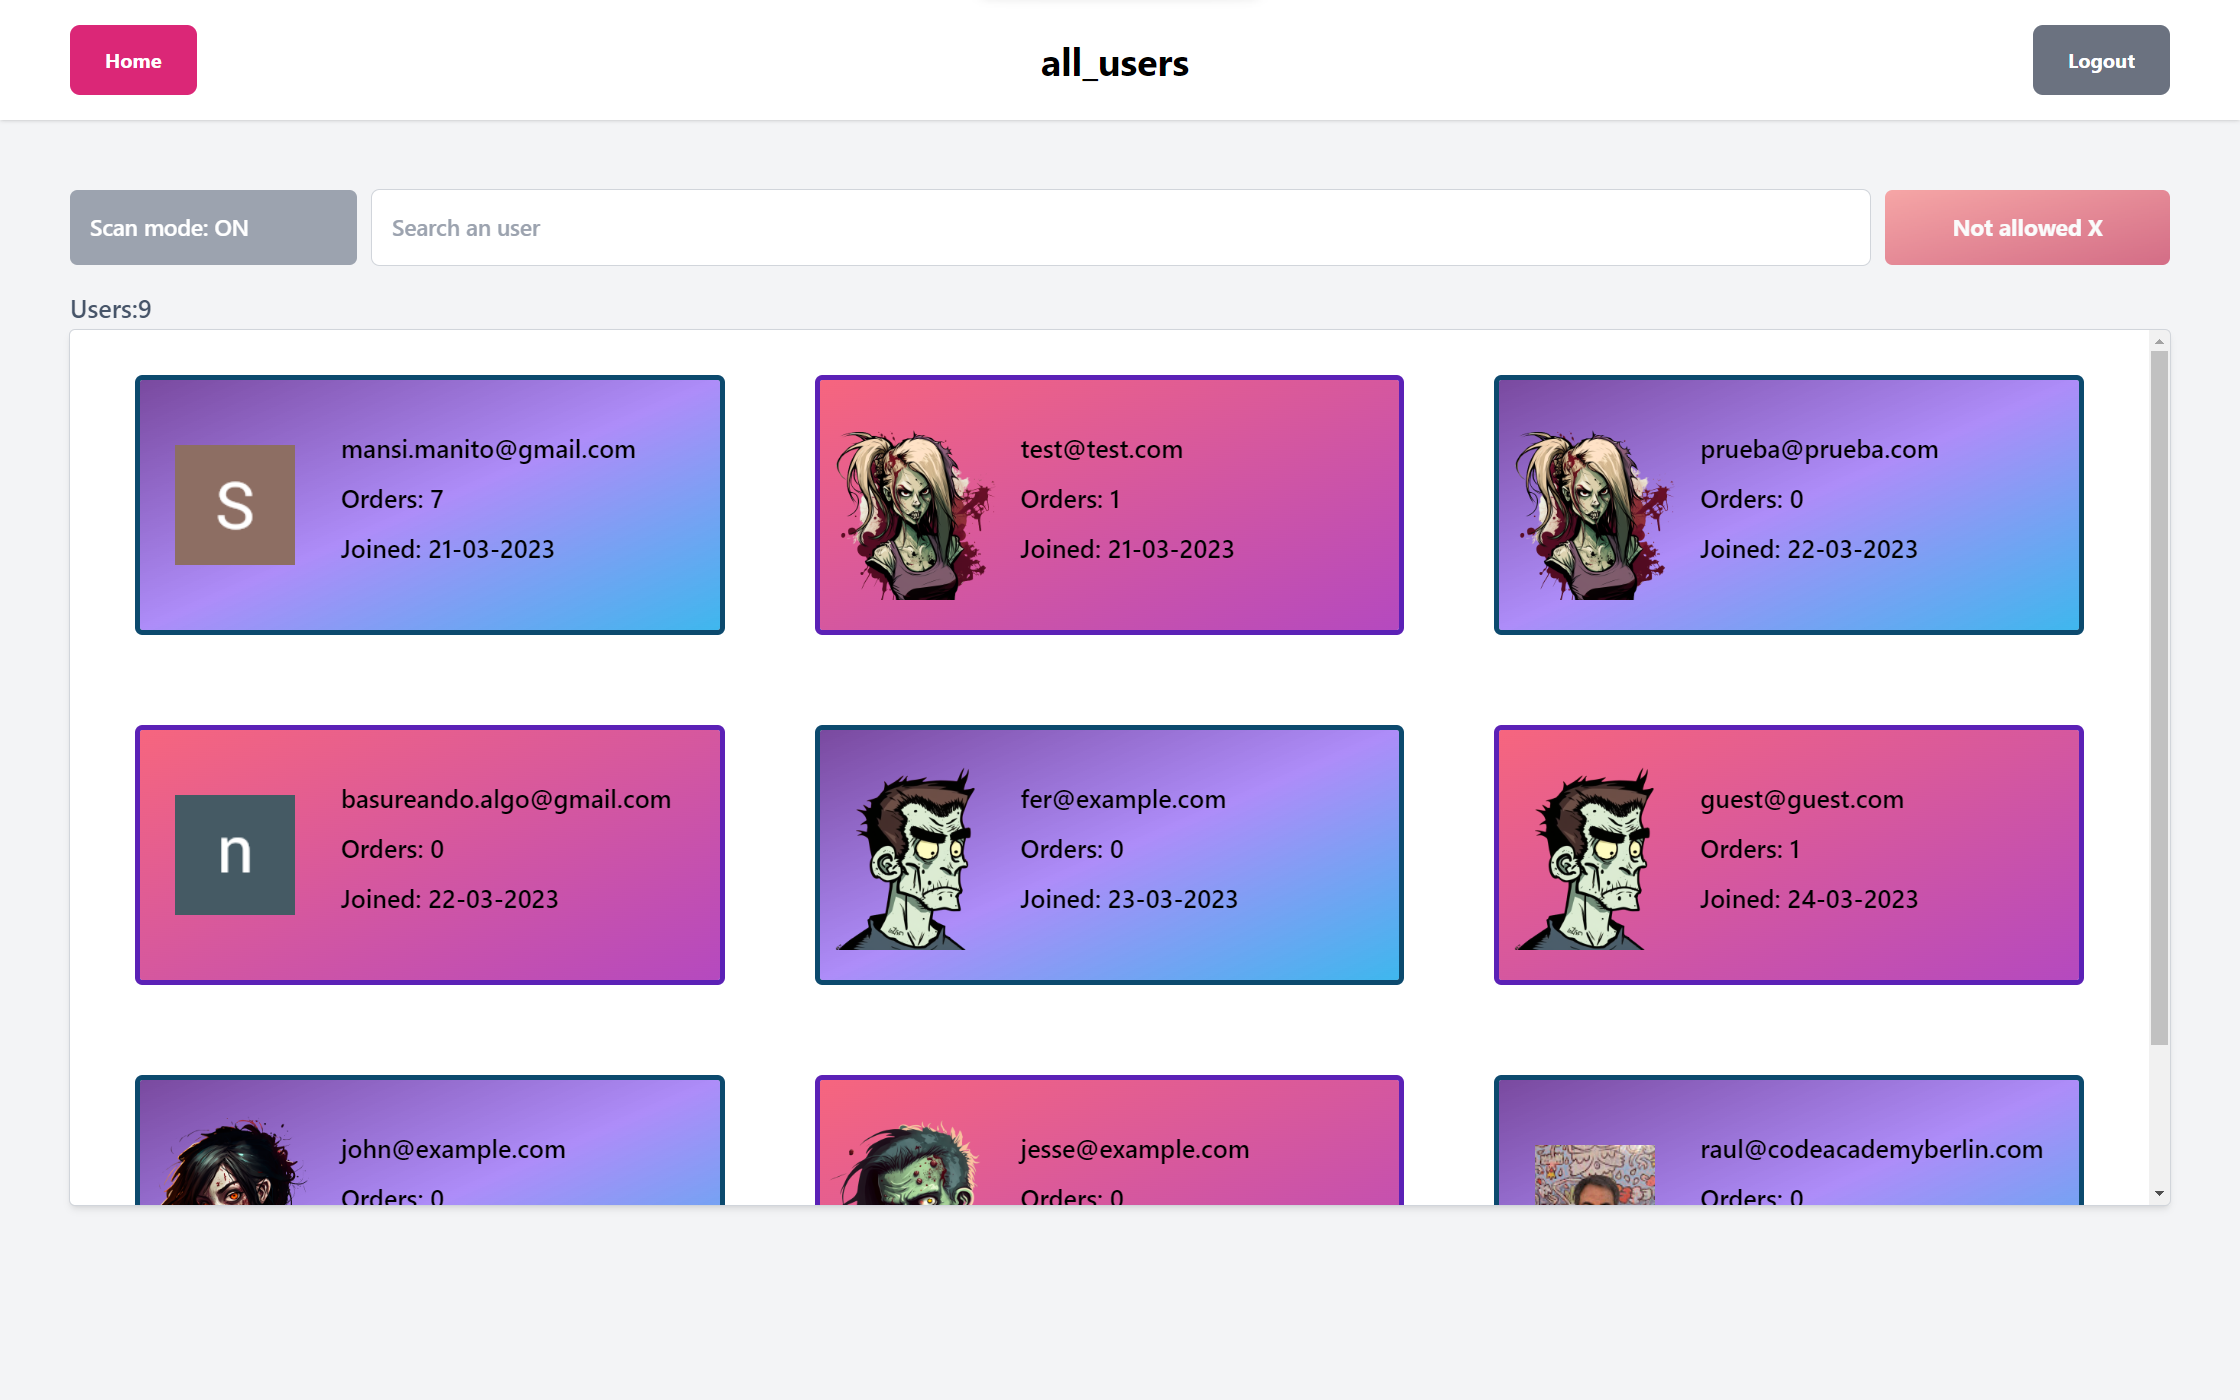 Home
all_users
Logout
Scan mode: ON
Search an user
Not allowed X
Users:9
S
mansi.manito@gmail.com
Orders: 7
Joined: 21-03-2023
test@test.com
Orders: 1
Joined: 21-03-2023
prueba@prueba.com
Orders: 0
Joined: 22-03-2023
n
basureando.algo@gmail.com
Orders: 0
Joined: 22-03-2023
fer@example.com
Orders: 0
Joined: 23-03-2023
guest@guest.com
Orders: 1
Joined: 24-03-2023
john@example.com
Orders: 0
jesse@example.com
Orders: 0
raul@codeacademyberlin.com
Orders: 0